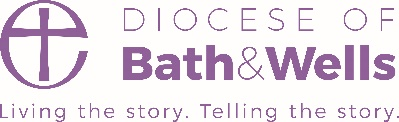 DIOCESE OF
Bath&Wells
Living the story. Telling the story.